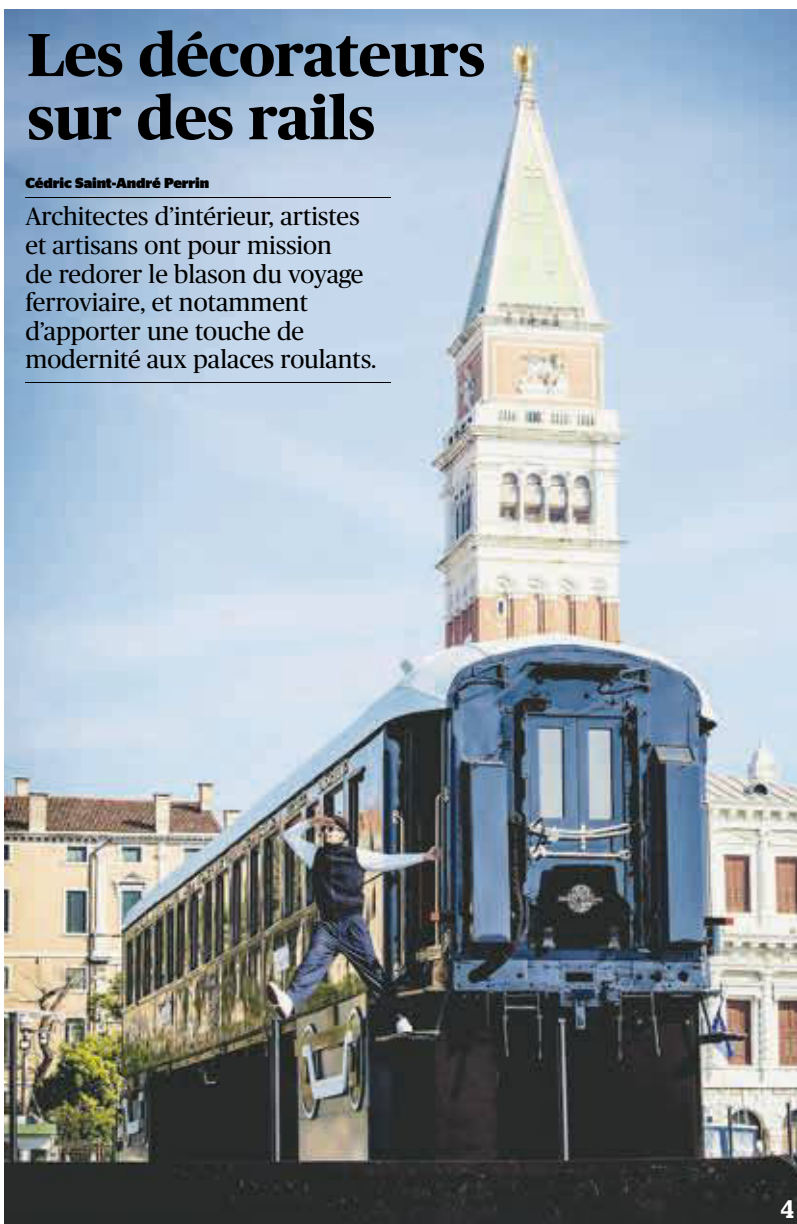 Les décorateurs
sur des rails
Cédric Saint-André Perrin
Architectes d’intérieur, artistes
et artisans ont pour mission
de redorer le blason du voyage
ferroviaire, et notamment
d’apporter une touche de
modernité aux palaces roulants.
4